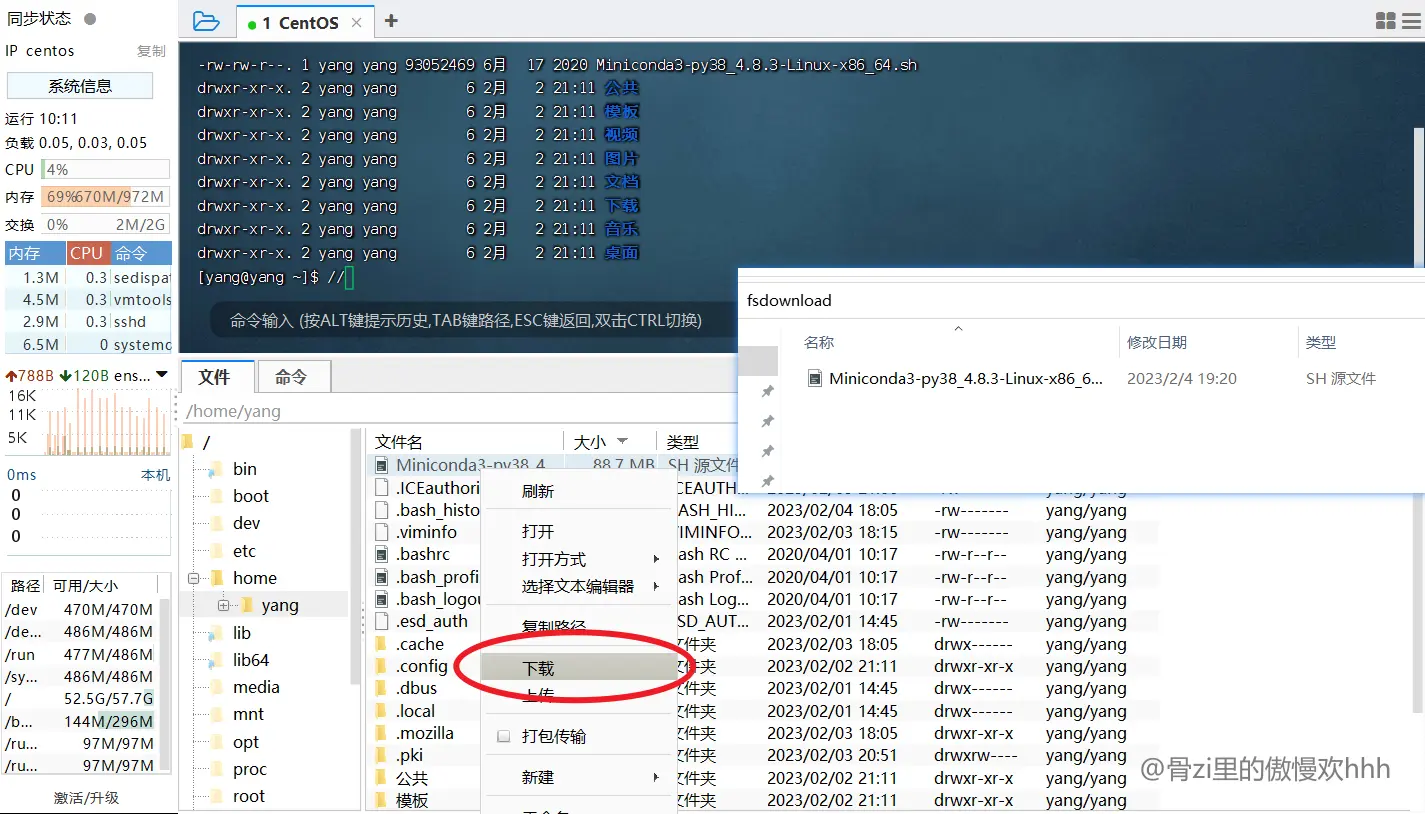 同步状态
IP centos 复制
系统信息
运行 10:11
负载 0.05, 0.03, 0.05
CPU 4%
内存 69% 670M/972M
交换 0% 2M/2G
内存 CPU 命令
1.3M 0.3 sedispat
4.5M 0.3 vmtools
2.9M 0.3 sshd
6.5M 0 systemd
788B 120B ens...
16K
11K
5K
0ms 本机
0
0
0
路径 可用/大小
/dev 470M/470M
/de... 486M/486M
/run 477M/486M
/sy... 486M/486M
/ 52.5G/57.7G
/b... 144M/296M
/ru... 97M/97M
/ru... 97M/97M
激活/升级
1 CentOS × +
-rw-rw-r--. 1 yang yang 93052469 6月 17 2020 Miniconda3-py38_4.8.3-Linux-x86_64.sh
drwxr-xr-x. 2 yang yang 6 2月 2 21:11 公共
drwxr-xr-x. 2 yang yang 6 2月 2 21:11 模板
drwxr-xr-x. 2 yang yang 6 2月 2 21:11 视频
drwxr-xr-x. 2 yang yang 6 2月 2 21:11 图片
drwxr-xr-x. 2 yang yang 6 2月 2 21:11 文档
drwxr-xr-x. 2 yang yang 6 2月 2 21:11 下载
drwxr-xr-x. 2 yang yang 6 2月 2 21:11 音乐
drwxr-xr-x. 2 yang yang 6 2月 2 21:11 桌面
[yang@yang ~]$ //
命令输入 (按ALT键提示历史,TAB键路径,ESC键返回,双击CTRL切换)
fsdownload
名称 修改日期 类型
Miniconda3-py38_4.8.3-Linux-x86_6... 2023/2/4 19:20 SH 源文件
文件 命令
/home/yang
/
bin
boot
dev
etc
home
yang
lib
lib64
media
mnt
opt
proc
root
文件名 大小 类型
Miniconda3-py38_4 88.7 MB SH 源文件
.ICEauthori CEAUTH... yang/yang
.bash_histo ASH_HI... 2023/02/04 18:05 -rw------- yang/yang
.viminfo VIMINFO... 2023/02/03 18:15 -rw------- yang/yang
.bashrc ash RC ... 2020/04/01 10:17 -rw-r--r-- yang/yang
.bash_profi ash Prof... 2020/04/01 10:17 -rw-r--r-- yang/yang
.bash_logou ash Log... 2020/04/01 10:17 -rw-r--r-- yang/yang
.esd_auth SD_AUT... 2023/02/01 14:45 -rw------- yang/yang
.cache 文件夹 2023/02/03 18:05 drwx------ yang/yang
.config 文件夹 2023/02/02 21:11 drwxr-xr-x yang/yang
.dbus 文件夹 2023/02/01 14:45 drwx------ yang/yang
.local 文件夹 2023/02/01 14:45 drwx------ yang/yang
.mozilla 文件夹 2023/02/03 18:05 drwxr-xr-x yang/yang
.pki 文件夹 2023/02/03 20:51 drwxrw---- yang/yang
公共 文件夹 2023/02/02 21:11 drwxr-xr-x yang/yang
模板 文件夹 2023/02/02 21:11 drwxr-xr-x yang/yang
刷新
打开
打开方式
选择文本编辑器
复制路径
下载
上传
打包传输
新建
@骨zi里的傲慢欢hhh